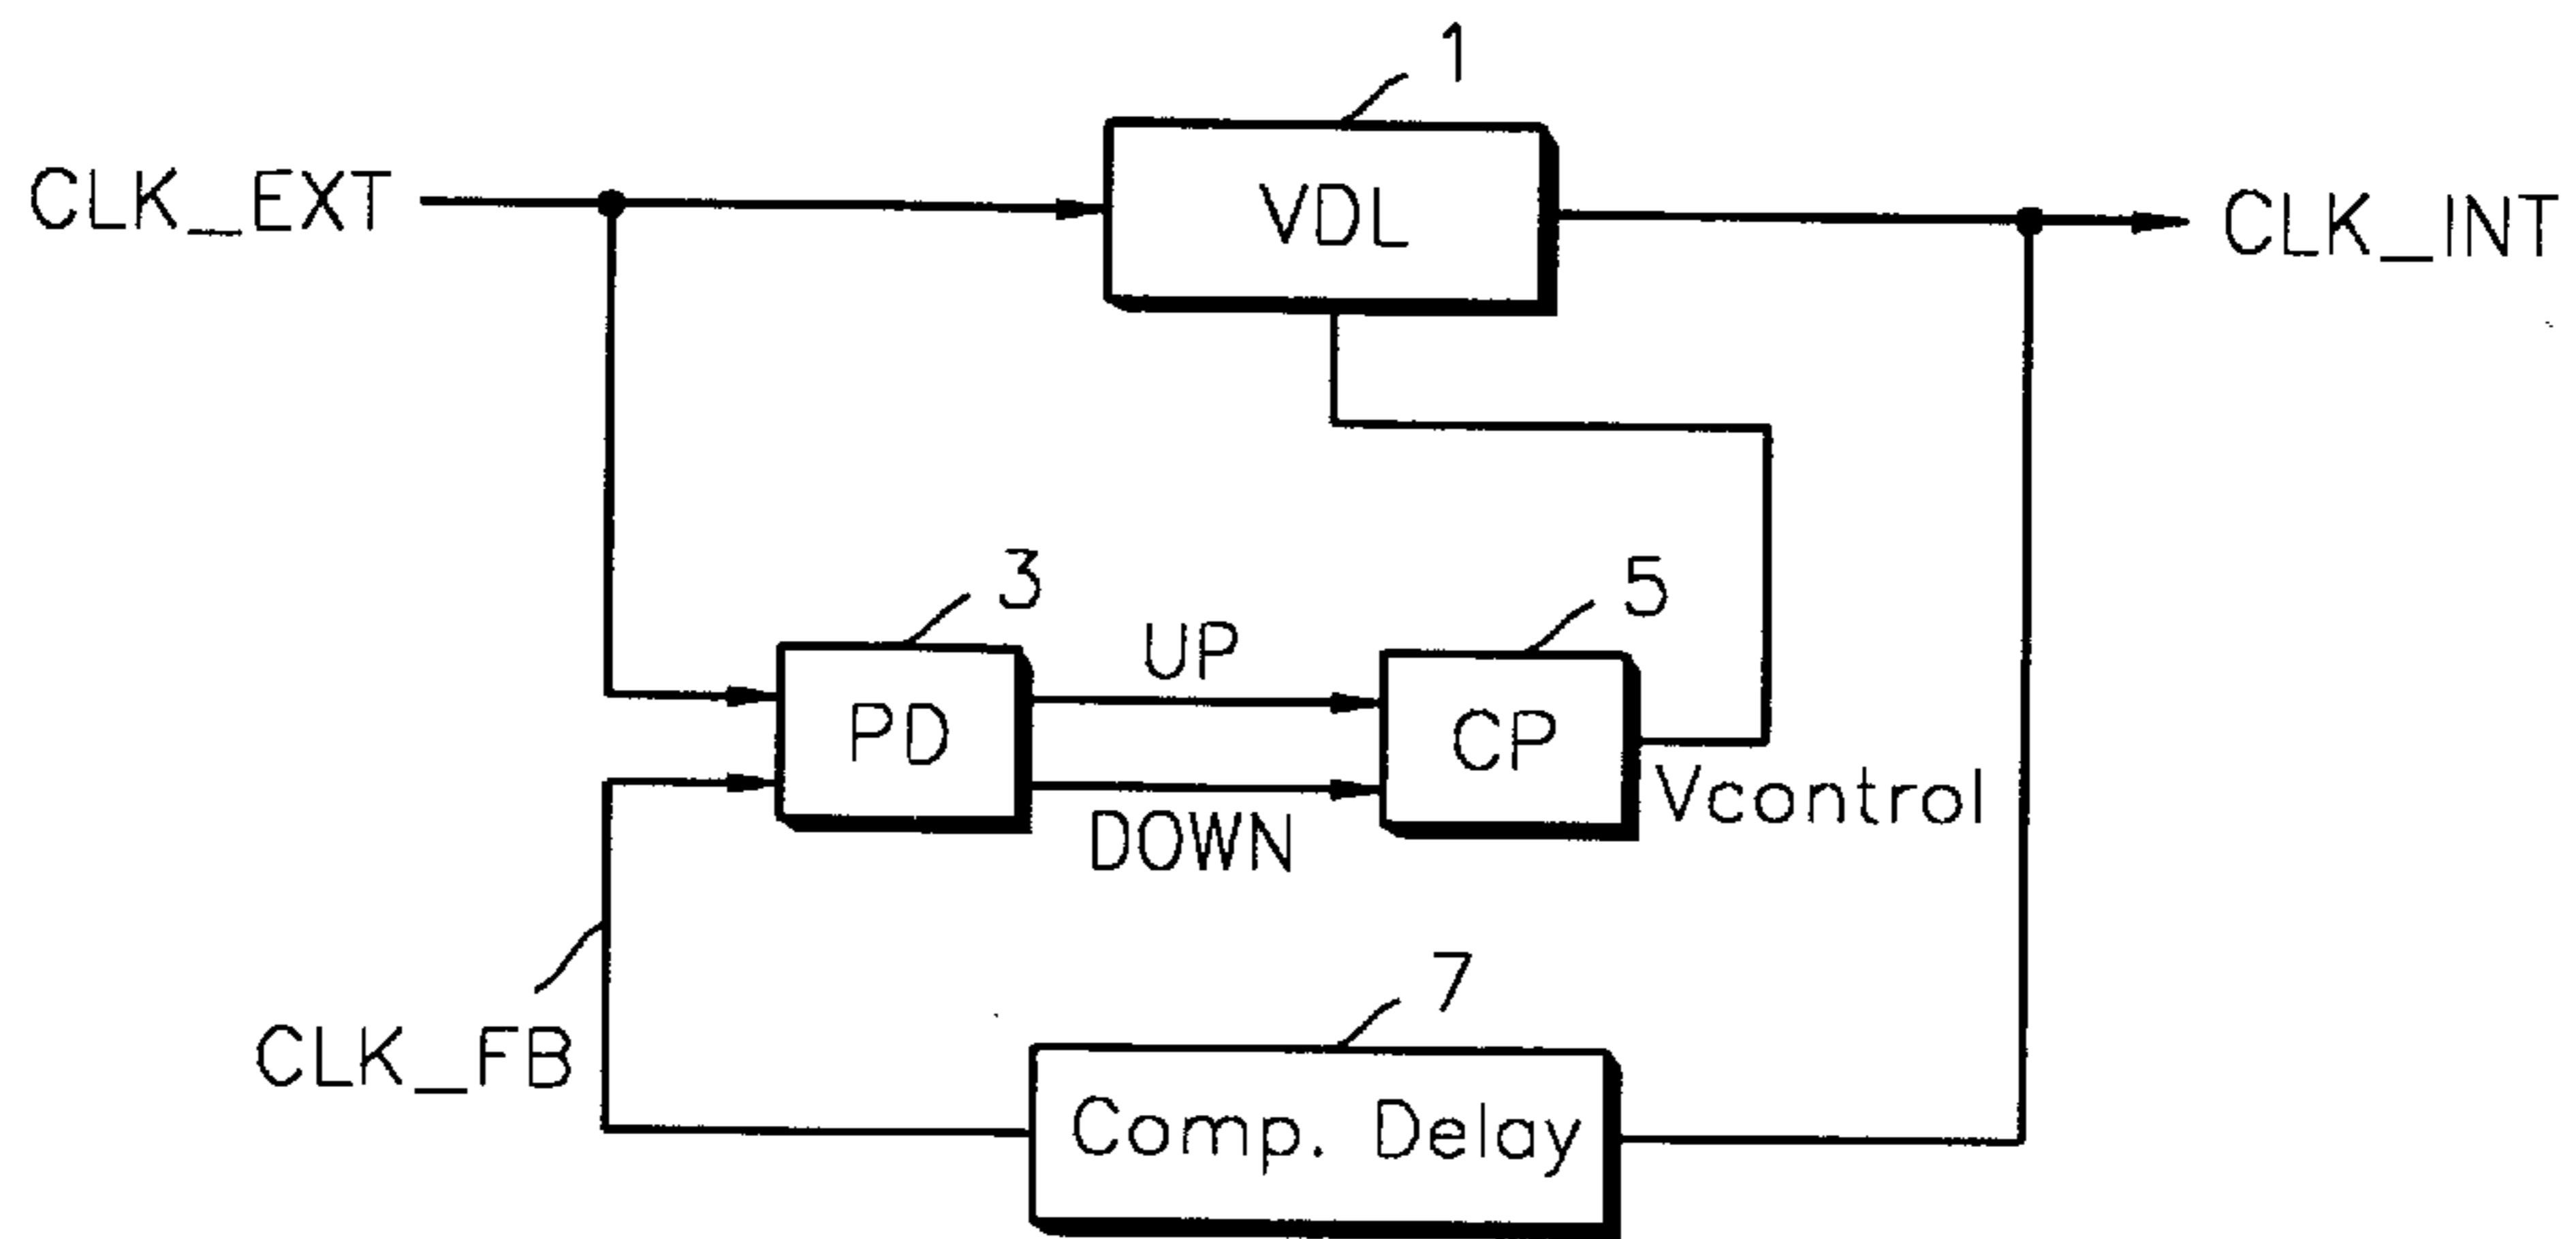 1
CLK_EXT
VDL
CLK_INT
3
UP
5
PD
CP
DOWN
Vcontrol
CLK_FB
7
Comp. Delay